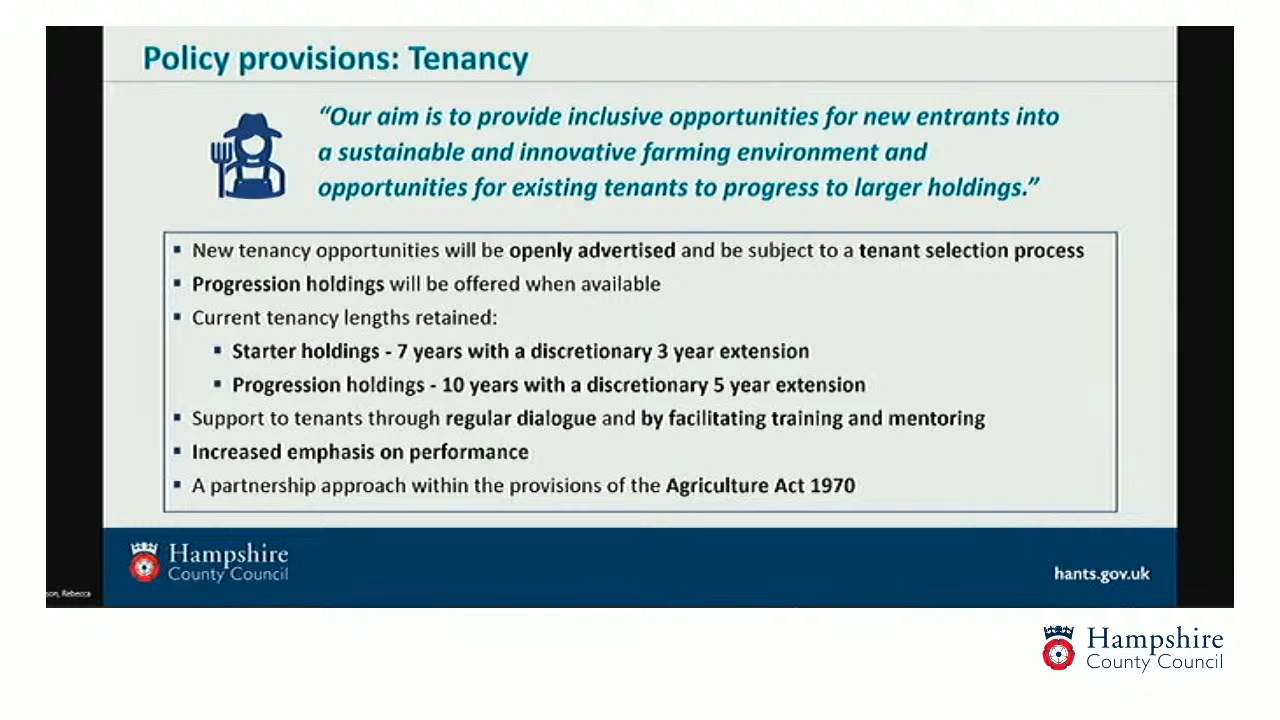 Policy provisions: Tenancy
“Our aim is to provide inclusive opportunities for new entrants into
a sustainable and innovative farming environment and
opportunities for existing tenants to progress to larger holdings.”
▪ New tenancy opportunities will be openly advertised and be subject to a tenant selection process
▪ Progression holdings will be offered when available
▪ Current tenancy lengths retained:
▪ Starter holdings - 7 years with a discretionary 3 year extension
▪ Progression holdings - 10 years with a discretionary 5 year extension
▪ Support to tenants through regular dialogue and by facilitating training and mentoring
▪ Increased emphasis on performance
▪ A partnership approach within the provisions of the Agriculture Act 1970
Hampshire
County Council
hants.gov.uk
son, Rebecca
Hampshire
County Council